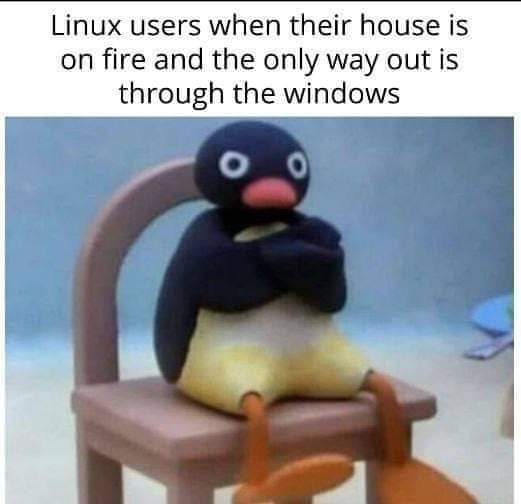 Linux users when their house is
on fire and the only way out is
through the windows